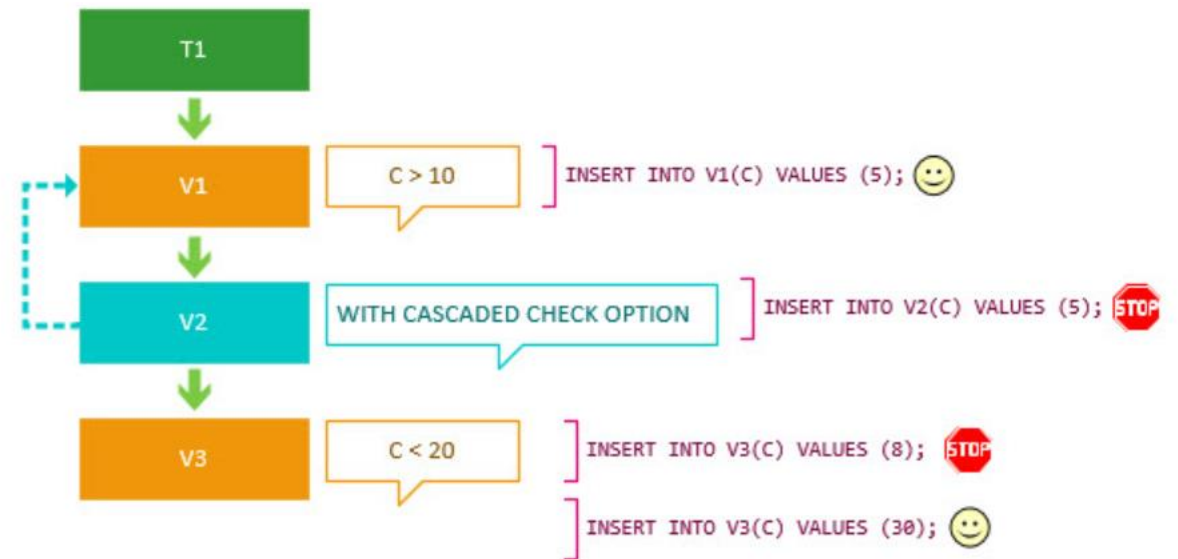 T1
V1
C > 10
INSERT INTO V1(C) VALUES (5);
V2
WITH CASCADED CHECK OPTION
INSERT INTO V2(C) VALUES (5);
STOP
V3
C < 20
INSERT INTO V3(C) VALUES (8);
STOP
INSERT INTO V3(C) VALUES (30);